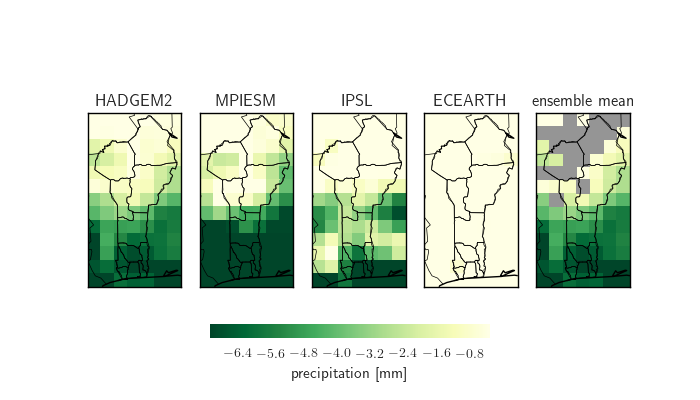 HADGEM2 MPIESM IPSL ECEARTH ensemble mean
−6.4 −5.6 −4.8 −4.0 −3.2 −2.4 −1.6 −0.8
precipitation [mm]